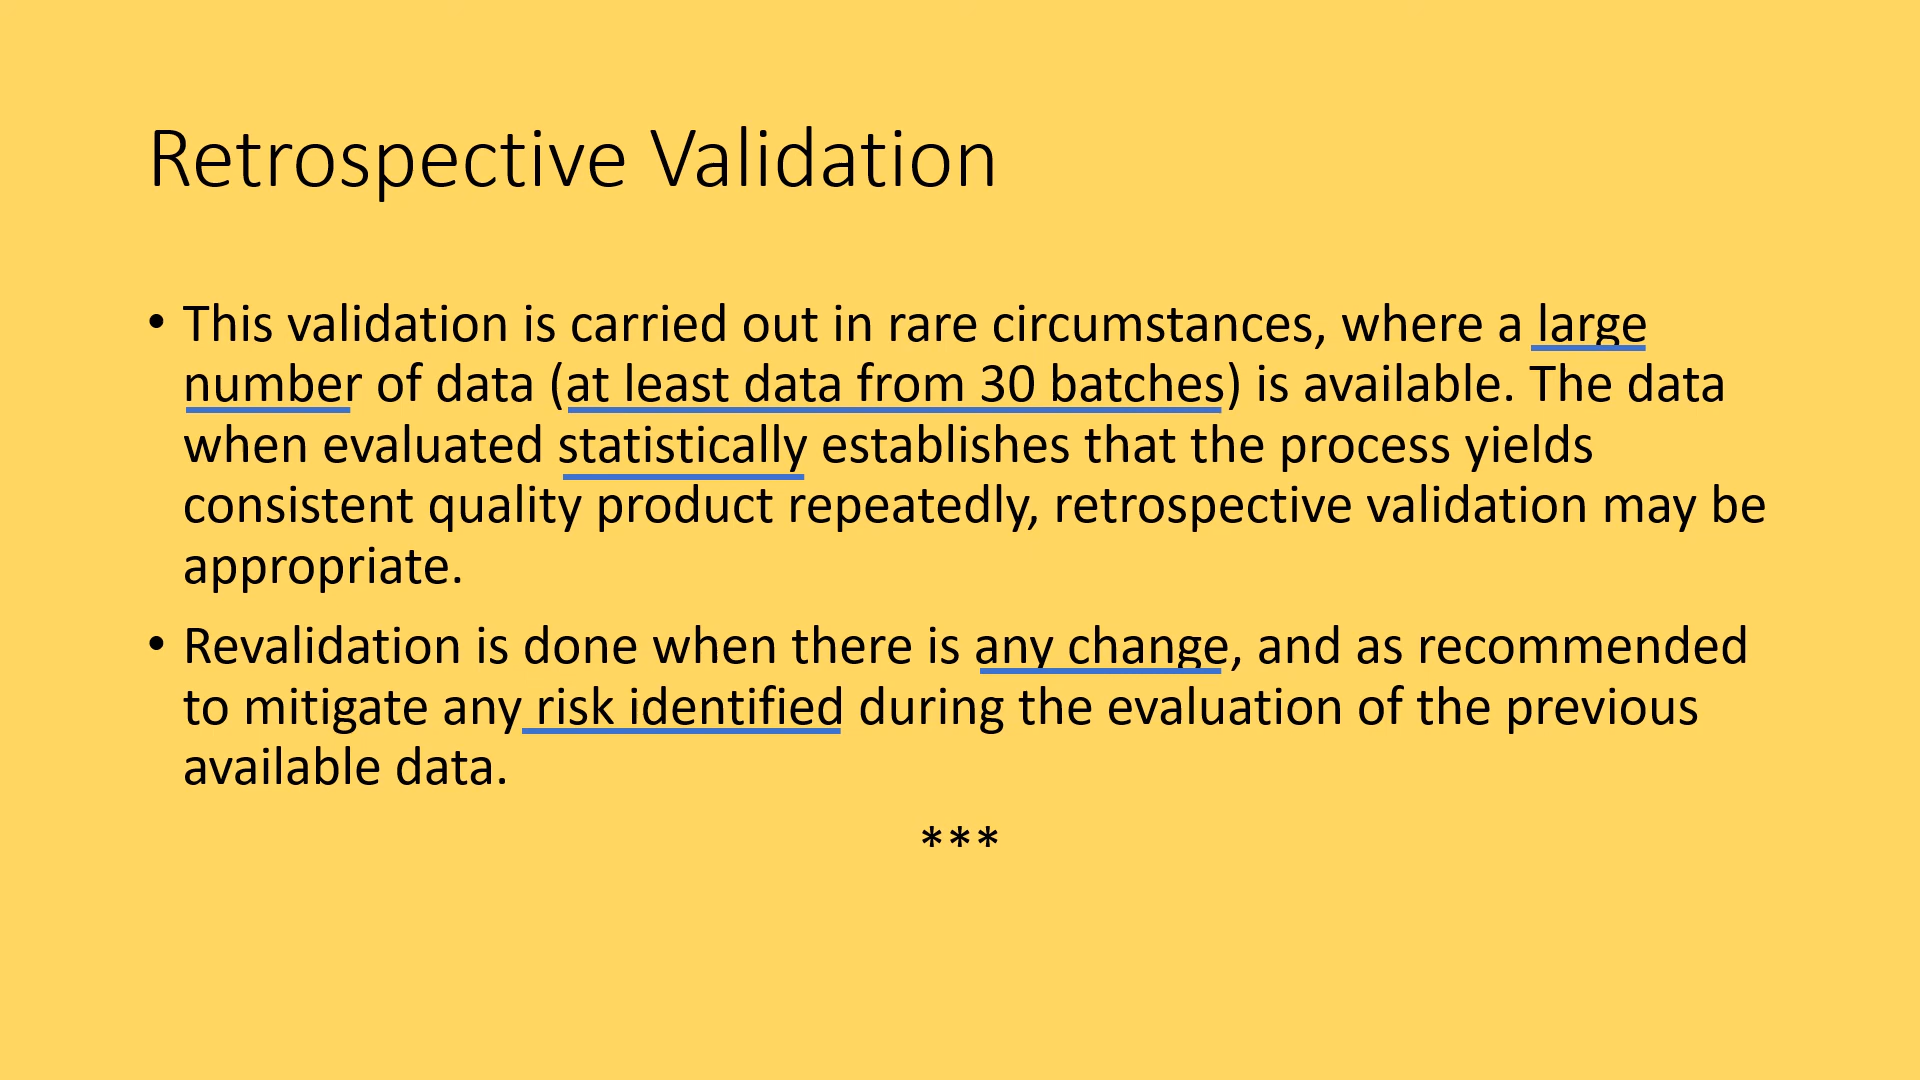 Retrospective Validation
• This validation is carried out in rare circumstances, where a large
number of data (at least data from 30 batches) is available. The data
when evaluated statistically establishes that the process yields
consistent quality product repeatedly, retrospective validation may be
appropriate.
• Revalidation is done when there is any change, and as recommended
to mitigate any risk identified during the evaluation of the previous
available data.
***